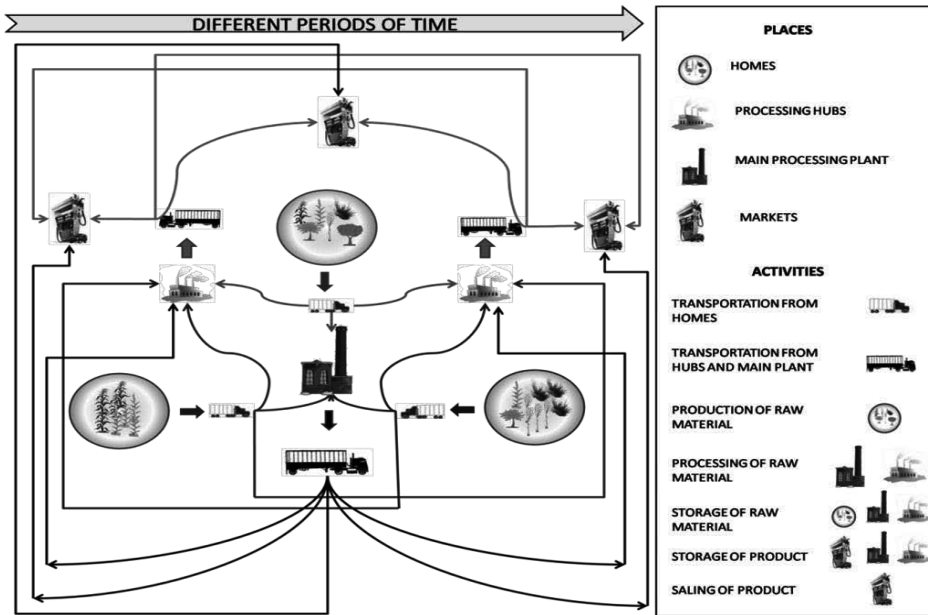 DIFFERENT PERIODS OF TIME
PLACES
HOMES
PROCESSING HUBS
MAIN PROCESSING PLANT
MARKETS
ACTIVITIES
TRANSPORTATION FROM
HOMES
TRANSPORTATION FROM
HUBS AND MAIN PLANT
PRODUCTION OF RAW
MATERIAL
PROCESSING OF RAW
MATERIAL
STORAGE OF RAW
MATERIAL
STORAGE OF PRODUCT
SALING OF PRODUCT